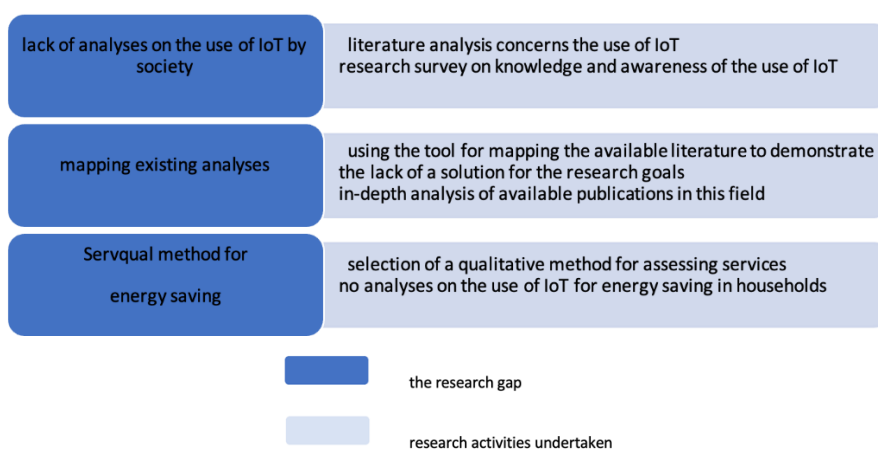 lack of analyses on the use of IoT by
society
literature analysis concerns the use of IoT
research survey on knowledge and awareness of the use of IoT
mapping existing analyses
using the tool for mapping the available literature to demonstrate
the lack of a solution for the research goals
in-depth analysis of available publications in this field
Servqual method for
energy saving
selection of a qualitative method for assessing services
no analyses on the use of IoT for energy saving in households
the research gap
research activities undertaken